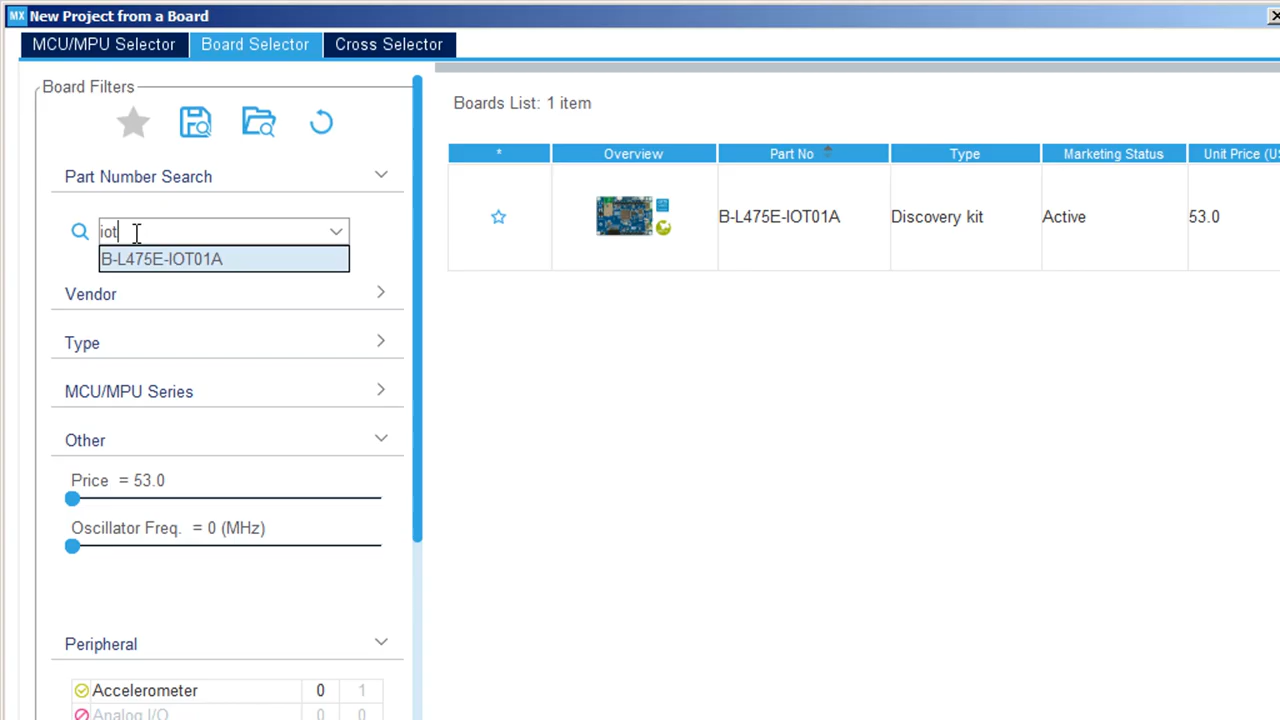 MX New Project from a Board
MCU/MPU Selector Board Selector Cross Selector
Board Filters
Part Number Search
iot
B-L475E-IOT01A
Vendor
Type
MCU/MPU Series
Other
Price = 53.0
Oscillator Freq. = 0 (MHz)
Peripheral
Accelerometer 0 1
Analog I/O 0 0
Boards List: 1 item
* Overview Part No Type Marketing Status Unit Price (US
B-L475E-IOT01A Discovery kit Active 53.0